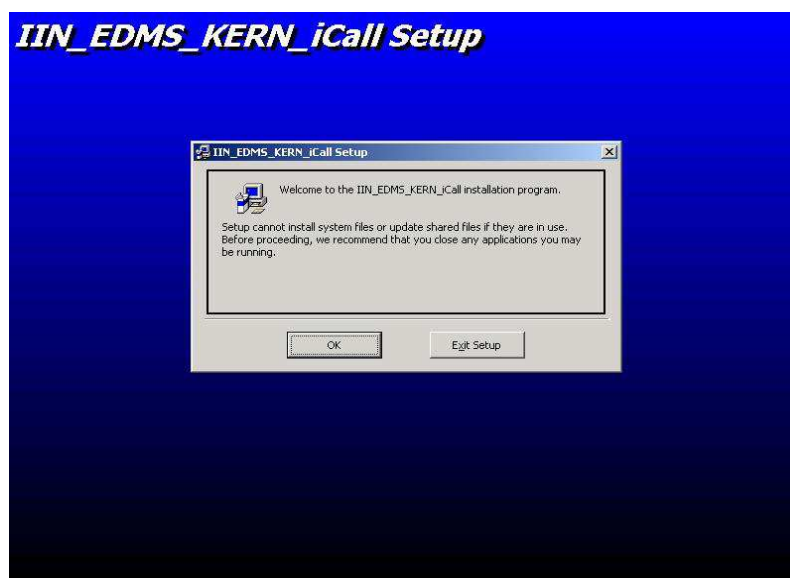 IIN_EDMS_KERN_iCall Setup
IIN_EDMS_KERN_iCall Setup
Welcome to the IIN_EDMS_KERN_iCall installation program.
Setup cannot install system files or update shared files if they are in use.
Before proceeding, we recommend that you close any applications you may
be running.
OK
Exit Setup